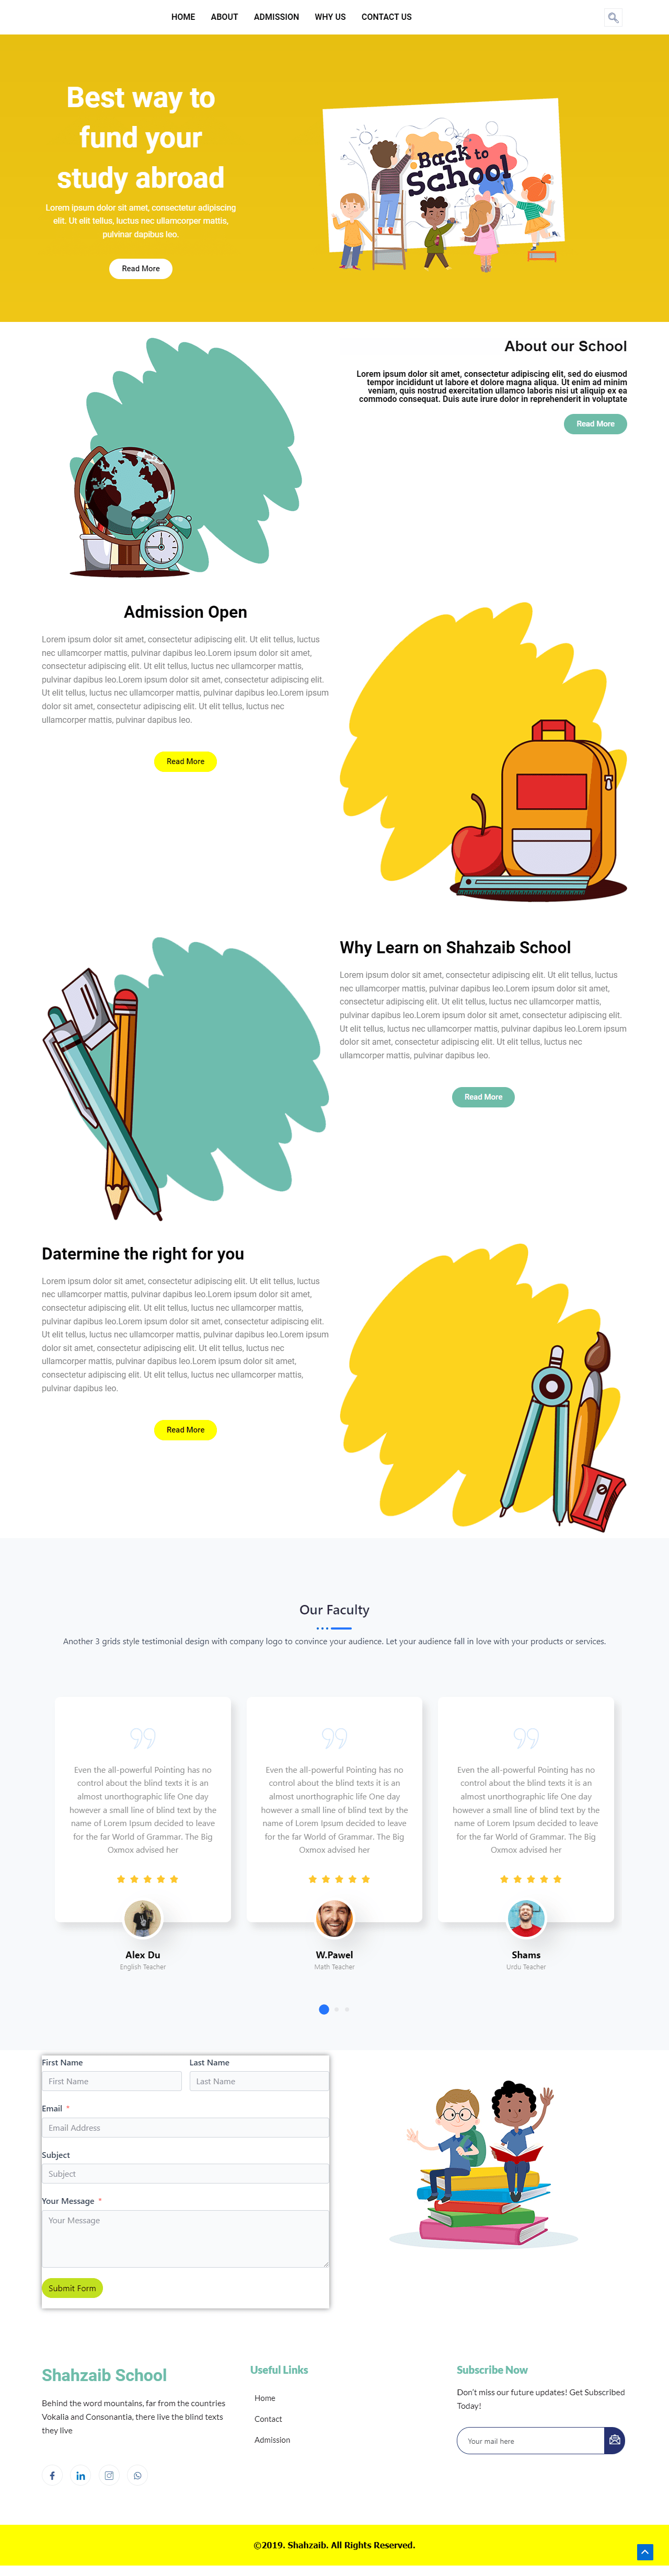 HOME ABOUT ADMISSION WHY US CONTACT US
Best way to
fund your
study abroad
Lorem ipsum dolor sit amet, consectetur adipiscing
elit. Ut elit tellus, luctus nec ullamcorper mattis,
pulvinar dapibus leo.
Read More
Back to
School
About our School
Lorem ipsum dolor sit amet, consectetur adipiscing elit, sed do eiusmod
tempor incididunt ut labore et dolore magna aliqua. Ut enim ad minim
veniam, quis nostrud exercitation ullamco laboris nisi ut aliquip ex ea
commodo consequat. Duis aute irure dolor in reprehenderit in voluptate
Read More
Admission Open
Lorem ipsum dolor sit amet, consectetur adipiscing elit. Ut elit tellus, luctus
nec ullamcorper mattis, pulvinar dapibus leo.Lorem ipsum dolor sit amet,
consectetur adipiscing elit. Ut elit tellus, luctus nec ullamcorper mattis,
pulvinar dapibus leo.Lorem ipsum dolor sit amet, consectetur adipiscing elit.
Ut elit tellus, luctus nec ullamcorper mattis, pulvinar dapibus leo.Lorem ipsum
dolor sit amet, consectetur adipiscing elit. Ut elit tellus, luctus nec
ullamcorper mattis, pulvinar dapibus leo.
Read More
Why Learn on Shahzaib School
Lorem ipsum dolor sit amet, consectetur adipiscing elit. Ut elit tellus, luctus
nec ullamcorper mattis, pulvinar dapibus leo.Lorem ipsum dolor sit amet,
consectetur adipiscing elit. Ut elit tellus, luctus nec ullamcorper mattis,
pulvinar dapibus leo.Lorem ipsum dolor sit amet, consectetur adipiscing elit.
Ut elit tellus, luctus nec ullamcorper mattis, pulvinar dapibus leo.Lorem ipsum
dolor sit amet, consectetur adipiscing elit. Ut elit tellus, luctus nec
ullamcorper mattis, pulvinar dapibus leo.
Read More
Datermine the right for you
Lorem ipsum dolor sit amet, consectetur adipiscing elit. Ut elit tellus, luctus
nec ullamcorper mattis, pulvinar dapibus leo.Lorem ipsum dolor sit amet,
consectetur adipiscing elit. Ut elit tellus, luctus nec ullamcorper mattis,
pulvinar dapibus leo.Lorem ipsum dolor sit amet, consectetur adipiscing elit.
Ut elit tellus, luctus nec ullamcorper mattis, pulvinar dapibus leo.Lorem ipsum
dolor sit amet, consectetur adipiscing elit. Ut elit tellus, luctus nec
ullamcorper mattis, pulvinar dapibus leo.Lorem ipsum dolor sit amet,
consectetur adipiscing elit. Ut elit tellus, luctus nec ullamcorper mattis,
pulvinar dapibus leo.
Read More
Our Faculty
Another 3 grids style testimonial design with company logo to convince your audience. Let your audience fall in love with your products or services.
Even the all-powerful Pointing has no
control about the blind texts it is an
almost unorthographic life One day
however a small line of blind text by the
name of Lorem Ipsum decided to leave
for the far World of Grammar. The Big
Oxmox advised her
Alex Du
English Teacher
Even the all-powerful Pointing has no
control about the blind texts it is an
almost unorthographic life One day
however a small line of blind text by the
name of Lorem Ipsum decided to leave
for the far World of Grammar. The Big
Oxmox advised her
W.Pawel
Math Teacher
Even the all-powerful Pointing has no
control about the blind texts it is an
almost unorthographic life One day
however a small line of blind text by the
name of Lorem Ipsum decided to leave
for the far World of Grammar. The Big
Oxmox advised her
Shams
Urdu Teacher
First Name Last Name
First Name Last Name
Email *
Email Address
Subject
Subject
Your Message *
Your Message
Submit Form
Shahzaib School
Behind the word mountains, far from the countries
Vokalia and Consonantia, there live the blind texts
they live
Useful Links
Home
Contact
Admission
Subscribe Now
Don't miss our future updates! Get Subscribed
Today!
Your mail here
©2019. Shahzaib. All Rights Reserved.